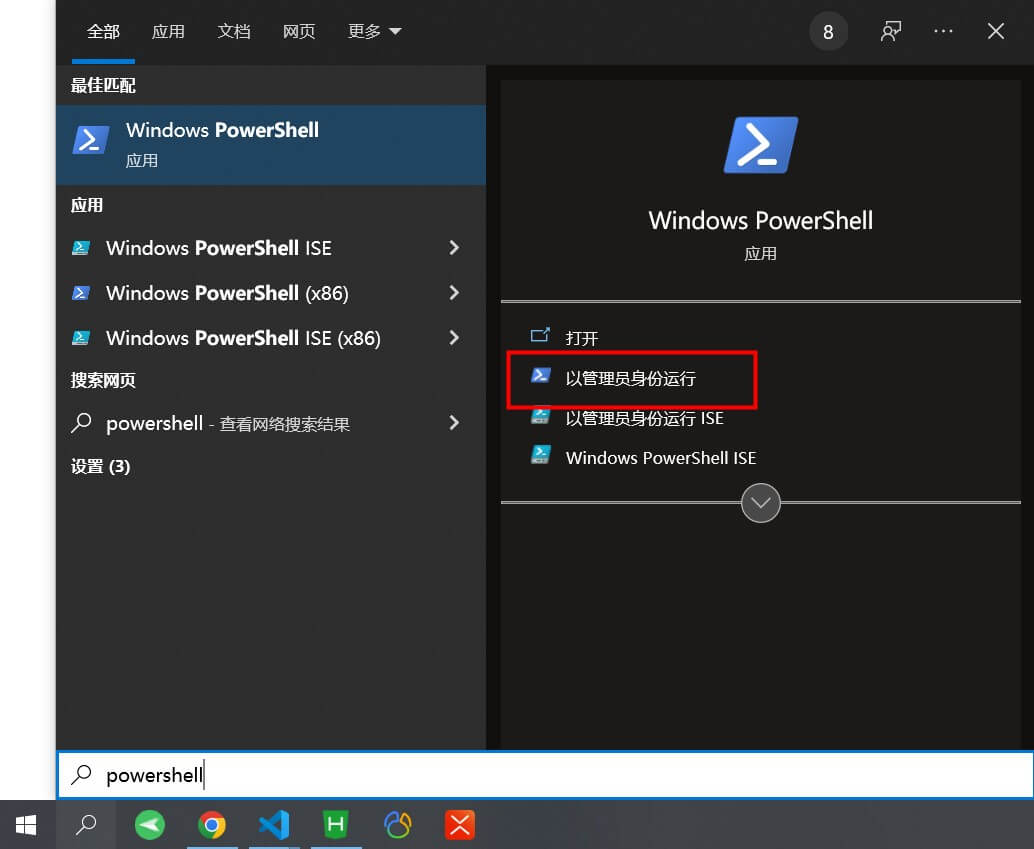 全部 应用 文档 网页 更多 8 ...
最佳匹配
Windows PowerShell
应用
应用
Windows PowerShell ISE
Windows PowerShell (x86)
Windows PowerShell ISE (x86)
搜索网页
powershell - 查看网络搜索结果
设置 (3)
Windows PowerShell
应用
打开
以管理员身份运行
以管理员身份运行 ISE
Windows PowerShell ISE
powershell
H